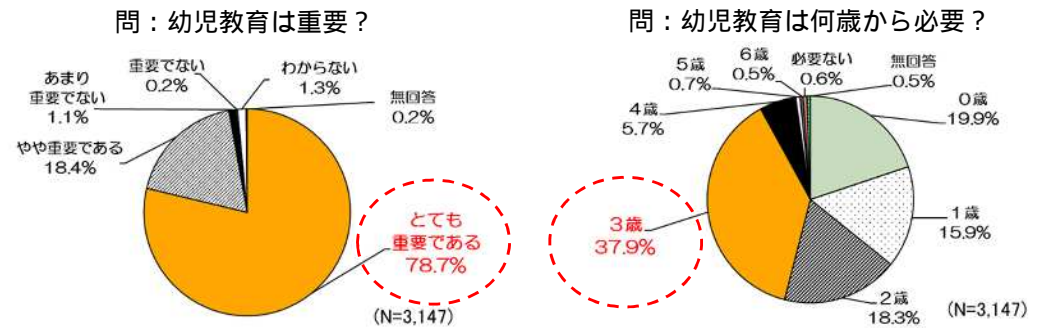 問：幼児教育は重要？
重要でない
0.2%
わからない
1.3%
あまり
重要でない
1.1%
無回答
0.2%
やや重要である
18.4%
とても
重要である
78.7%
(N=3,147)
問：幼児教育は何歳から必要？
6歳
0.5%
必要ない
0.6%
無回答
0.5%
5歳
0.7%
0歳
19.9%
4歳
5.7%
3歳
37.9%
1歳
15.9%
2歳
18.3%
(N=3,147)